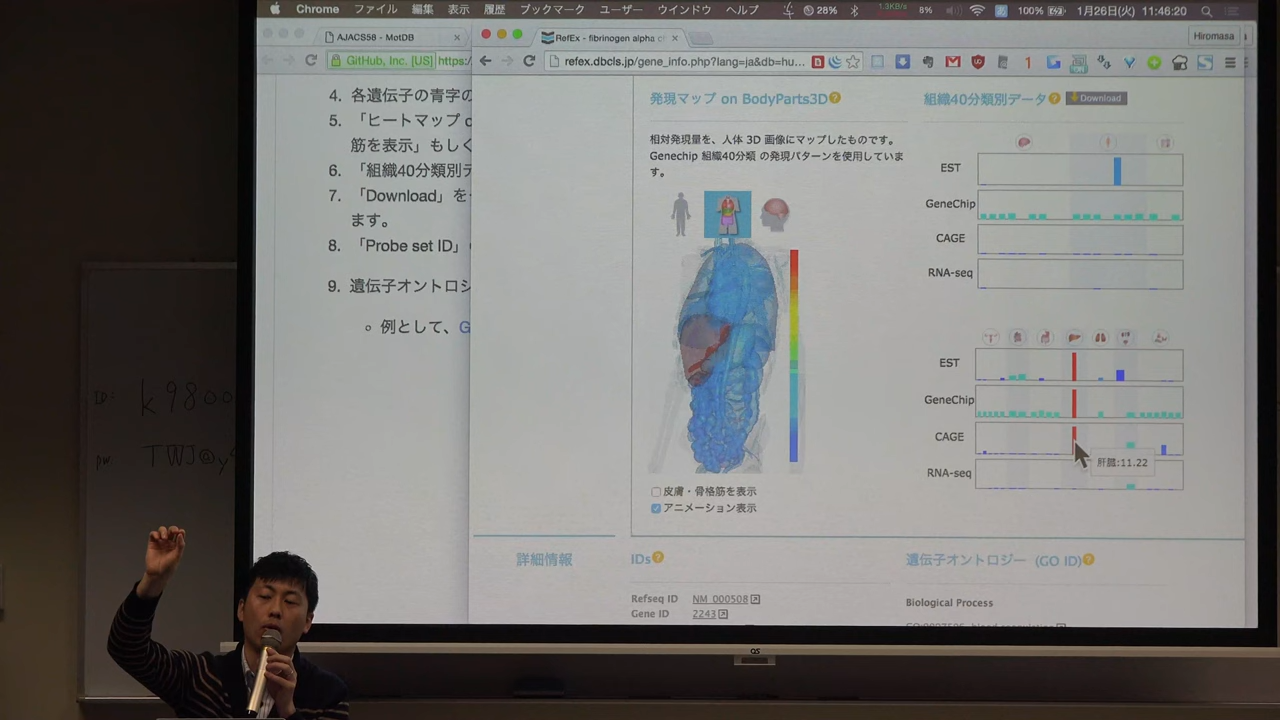 Chrome ファイル 編集 表示 履歴 ブックマーク ユーザー ウインドウ ヘルプ 28% 1.3KB/s 8% 100% 1月26日(火) 11:46:20
AJACS58 - MotDB
RefEx - fibrinogen alpha c
Hiromasa
GitHub, Inc. [US] https:
refex.dbcls.jp/gene_info.php?lang=ja&db=hu...
4. 各遺伝子の青字の
5. 「ヒートマップ
筋を表示」もしく
6. 「組織40分類別デ
7. 「Download」を
ます。
8. 「Probe set ID」
9. 遺伝子オントロジ
例として、G
発現マップ on BodyParts3D
相対発現量を、人体 3D 画像にマップしたものです。
Genechip 組織40分類 の発現パターンを使用していま
す。
皮膚・骨格筋を表示
アニメーション表示
組織40分類別データ Download
EST
GeneChip
CAGE
RNA-seq
EST
GeneChip
CAGE
肝臓:11.22
RNA-seq
詳細情報
IDs
Refseq ID NM_000508
Gene ID 2243
遺伝子オントロジー (GO ID)
Biological Process
ID: k9800
pw
QS